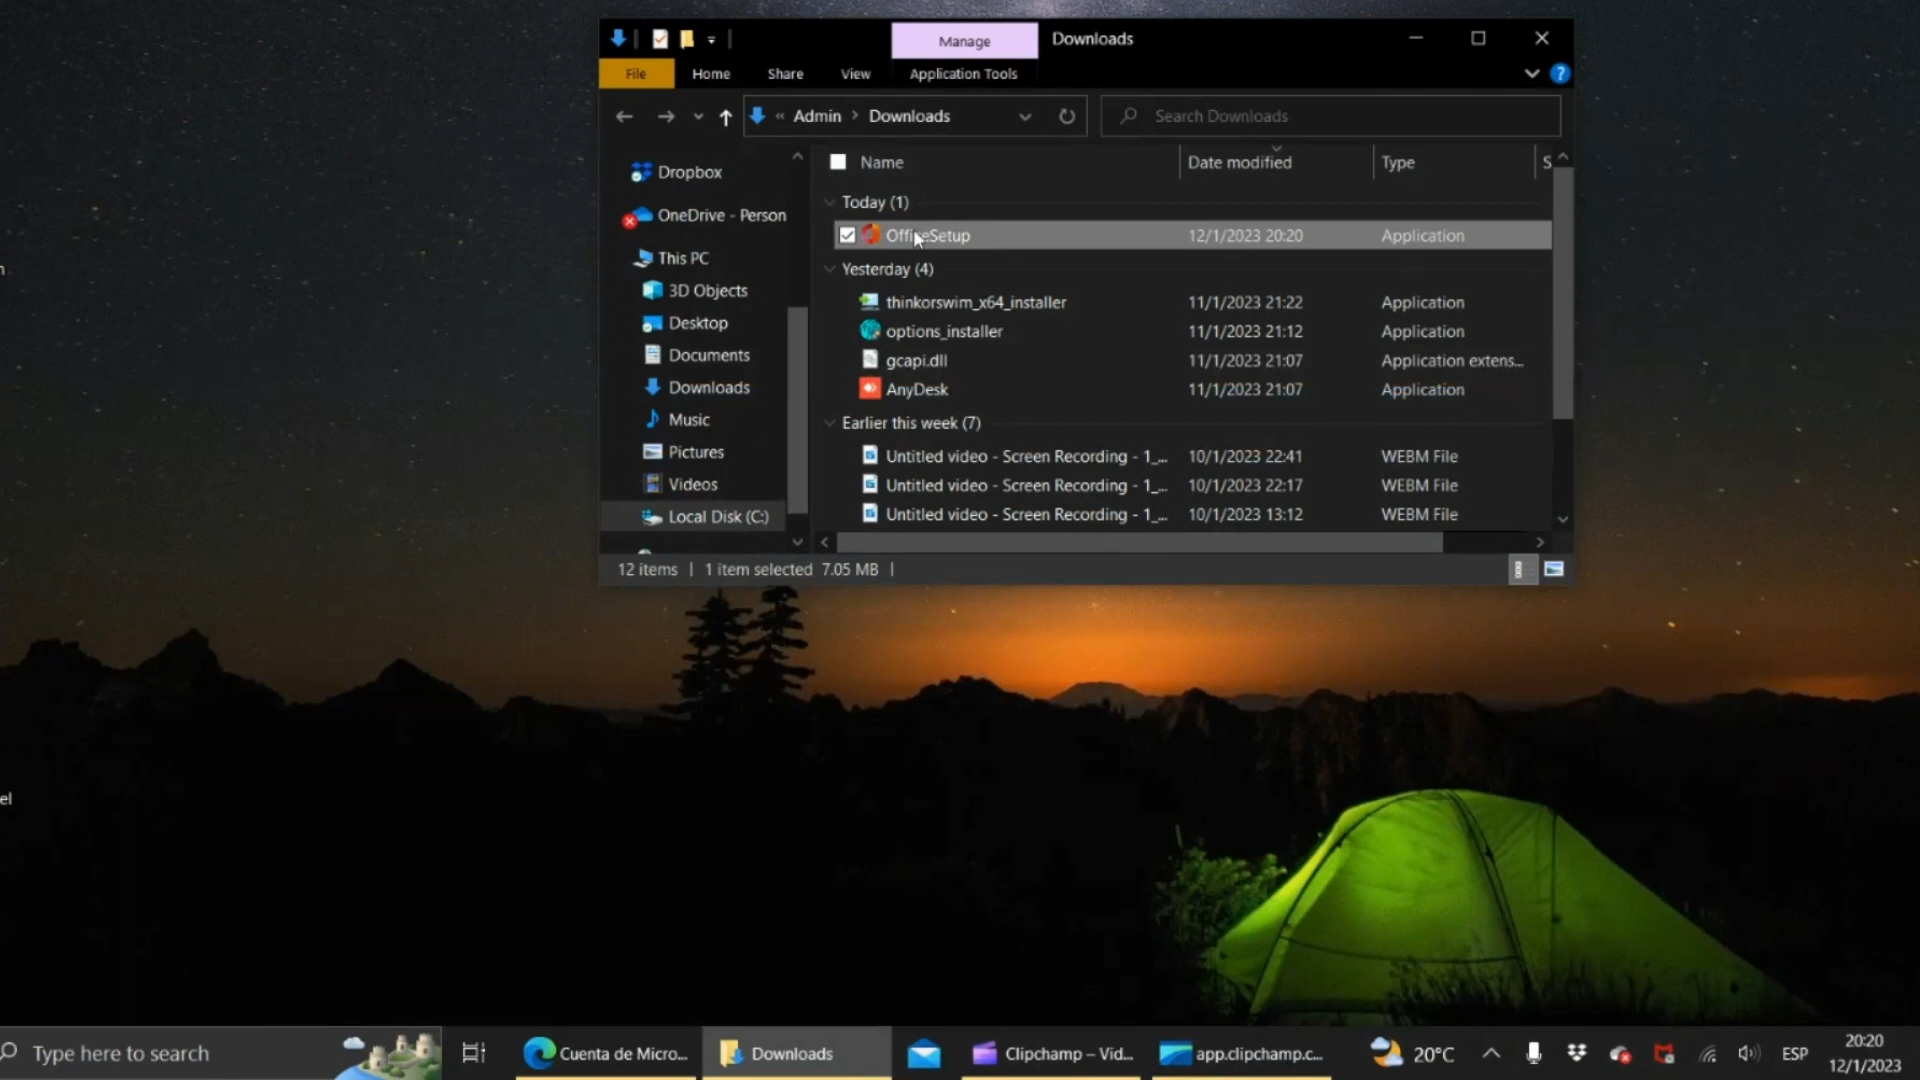 Manage
Downloads
File
Home
Share
View
Application Tools
« Admin > Downloads
Search Downloads
Dropbox
OneDrive - Person
This PC
3D Objects
Desktop
Documents
Downloads
Music
Pictures
Videos
Local Disk (C:)
Name
Date modified
Type
S
Today (1)
OfficeSetup 12/1/2023 20:20 Application
Yesterday (4)
thinkorswim_x64_installer 11/1/2023 21:22 Application
options_installer 11/1/2023 21:12 Application
gcapi.dll 11/1/2023 21:07 Application extens...
AnyDesk 11/1/2023 21:07 Application
Earlier this week (7)
Untitled video - Screen Recording - 1_... 10/1/2023 22:41 WEBM File
Untitled video - Screen Recording - 1_... 10/1/2023 22:17 WEBM File
Untitled video - Screen Recording - 1_... 10/1/2023 13:12 WEBM File
12 items | 1 item selected 7.05 MB |
el
Type here to search
Cuenta de Micro...
Downloads
Clipchamp – Vid...
app.clipchamp.c...
20°C
ESP
20:20
12/1/2023